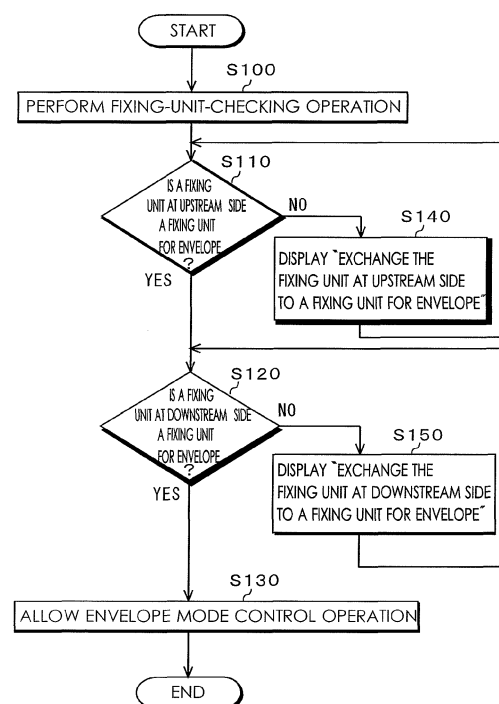 START
S100
PERFORM FIXING-UNIT-CHECKING OPERATION
S110
IS A FIXING
UNIT AT UPSTREAM SIDE
A FIXING UNIT
FOR ENVELOPE
?
NO
YES
S140
DISPLAY "EXCHANGE THE
FIXING UNIT AT UPSTREAM SIDE
TO A FIXING UNIT FOR ENVELOPE"
S120
IS A FIXING
UNIT AT DOWNSTREAM SIDE
A FIXING UNIT
FOR ENVELOPE
?
NO
YES
S150
DISPLAY "EXCHANGE THE
FIXING UNIT AT DOWNSTREAM SIDE
TO A FIXING UNIT FOR ENVELOPE"
S130
ALLOW ENVELOPE MODE CONTROL OPERATION
END